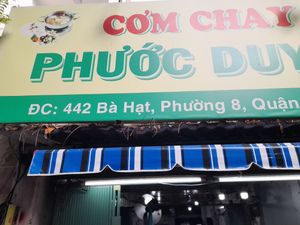 CƠM CHAY
PHƯỚC DUY
ĐC: 442 Bà Hạt, Phường 8, Quận